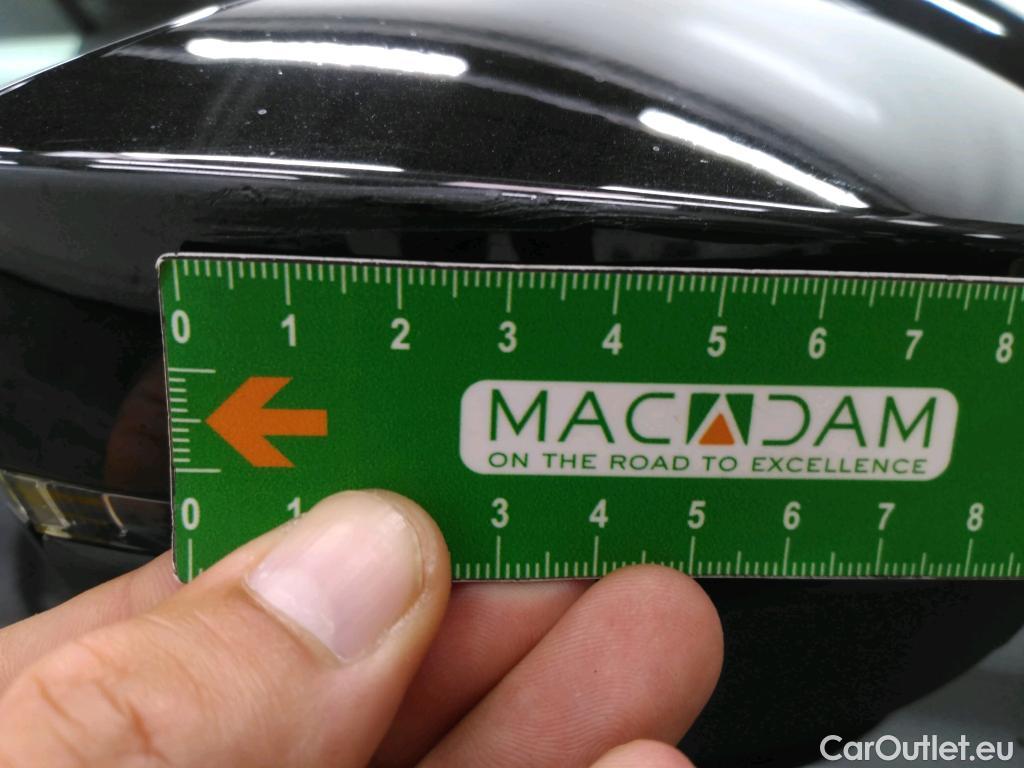 0 1 2 3 4 5 6 7 8
MACADAM
ON THE ROAD TO EXCELLENCE
0 1 3 4 5 6 7 8
CarOutlet.eu